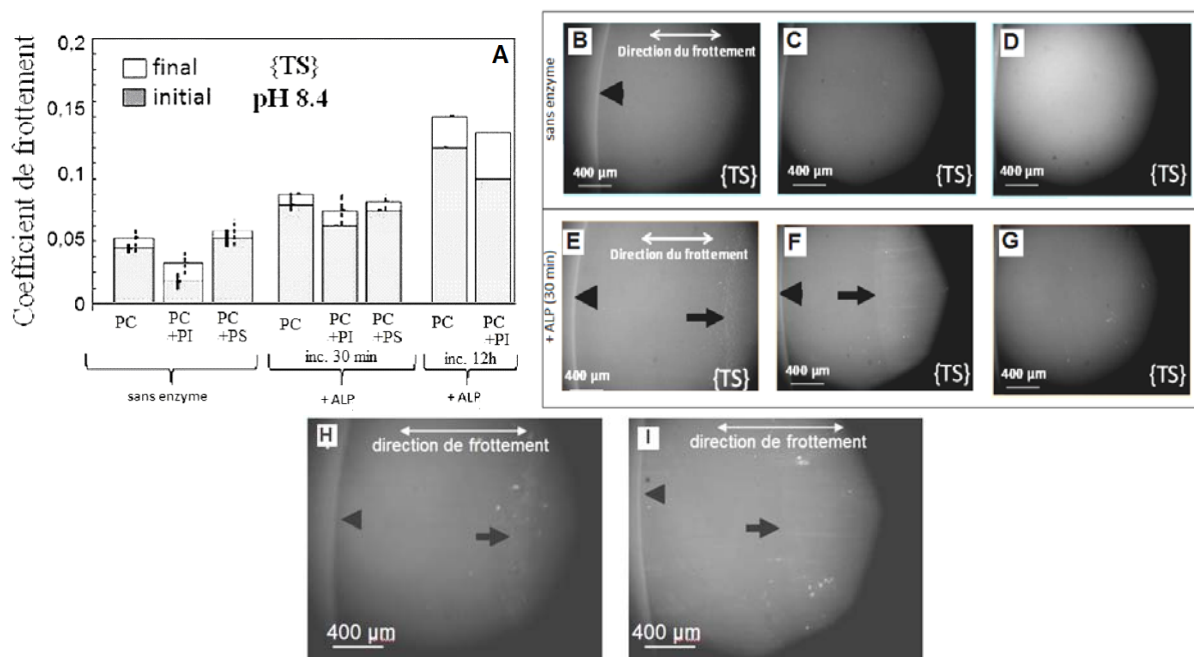 Coefficient de frottement
0,2
0,15
0,1
0,05
0
final
initial
{TS}
pH 8.4
A
PC
PC
+PI
PC
+PS
PC
PC
+PI
PC
+PS
PC
PC
+PI
inc. 30 min
inc. 12h
sans enzyme
+ ALP
+ ALP
sans enzyme
B
Direction du frottement
400 µm
{TS}
C
400 µm
{TS}
D
400 µm
{TS}
+ ALP (30 min)
E
Direction du frottement
400 µm
{TS}
F
400 µm
{TS}
G
400 µm
{TS}
H
direction de frottement
400 µm
I
direction de frottement
400 µm